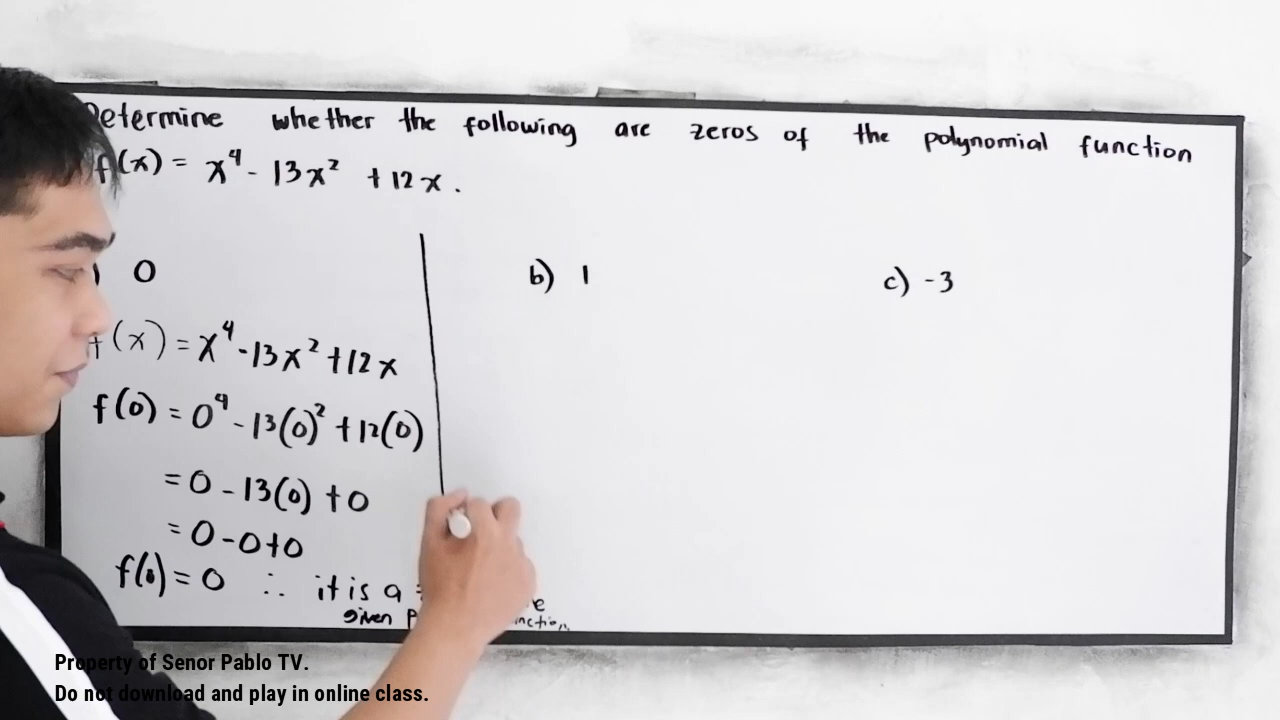 Determine whether the following are zeros of the polynomial function
f(x) = x⁴ - 13x² + 12x.
) 0
f(x) = x⁴ - 13x² + 12x
f(0) = 0⁴ - 13(0)² + 12(0)
= 0 - 13(0) + 0
= 0 - 0 + 0
f(0) = 0 ∴ it is a
given
b) 1
c) -3
Property of Senor Pablo TV.
Do not download and play in online class.